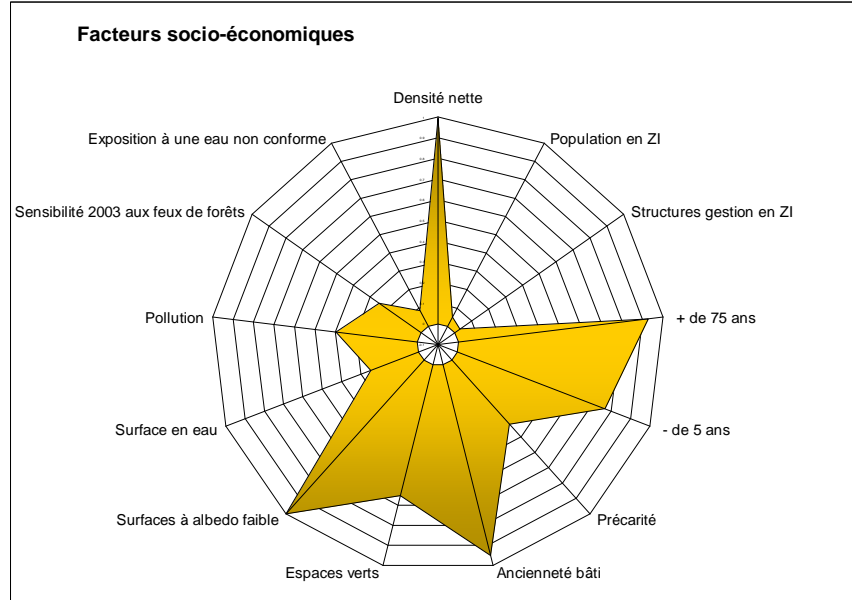 Facteurs socio-économiques
Densité nette
Exposition à une eau non conforme
Population en ZI
Sensibilité 2003 aux feux de forêts
Structures gestion en ZI
Pollution
+ de 75 ans
Surface en eau
- de 5 ans
Surfaces à albedo faible
Précarité
Espaces verts
Ancienneté bâti